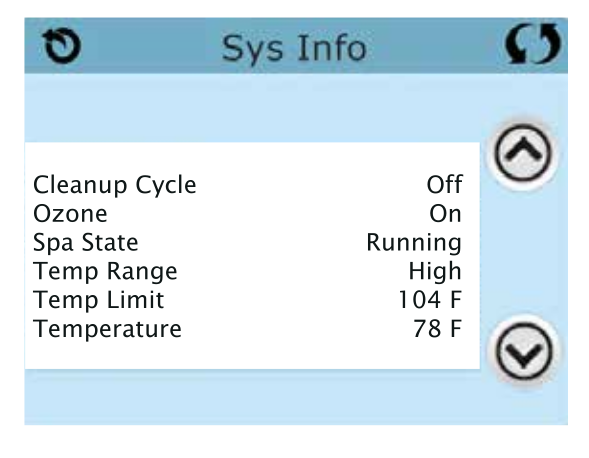 Sys Info
Cleanup Cycle Off
Ozone On
Spa State Running
Temp Range High
Temp Limit 104 F
Temperature 78 F